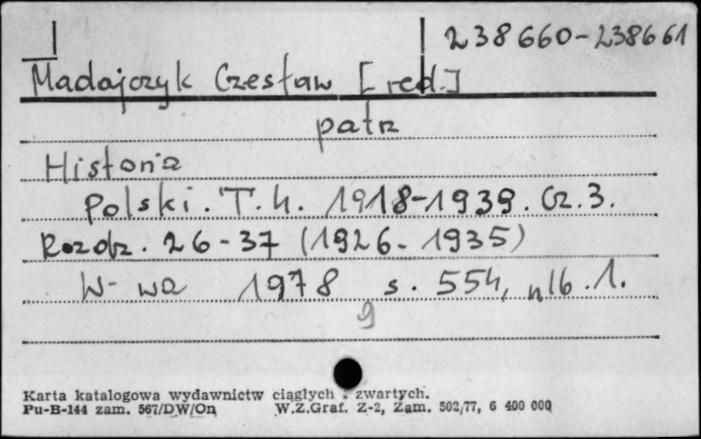 238660-238661
Madajczyk Czesław [red.]
patrz
Historia
Polski. T.4. 1918-1939. Cz.3.
Rozdz. 26-37 (1926-1935)
W-wa 1978 s. 554, nlb.1.
9
Karta katalogowa wydawnictw ciągłych i zwartych.
Pu-B-144 zam. 567/DW/On W.Z.Graf. Z-2, Zam. 502/77, 6 400 000